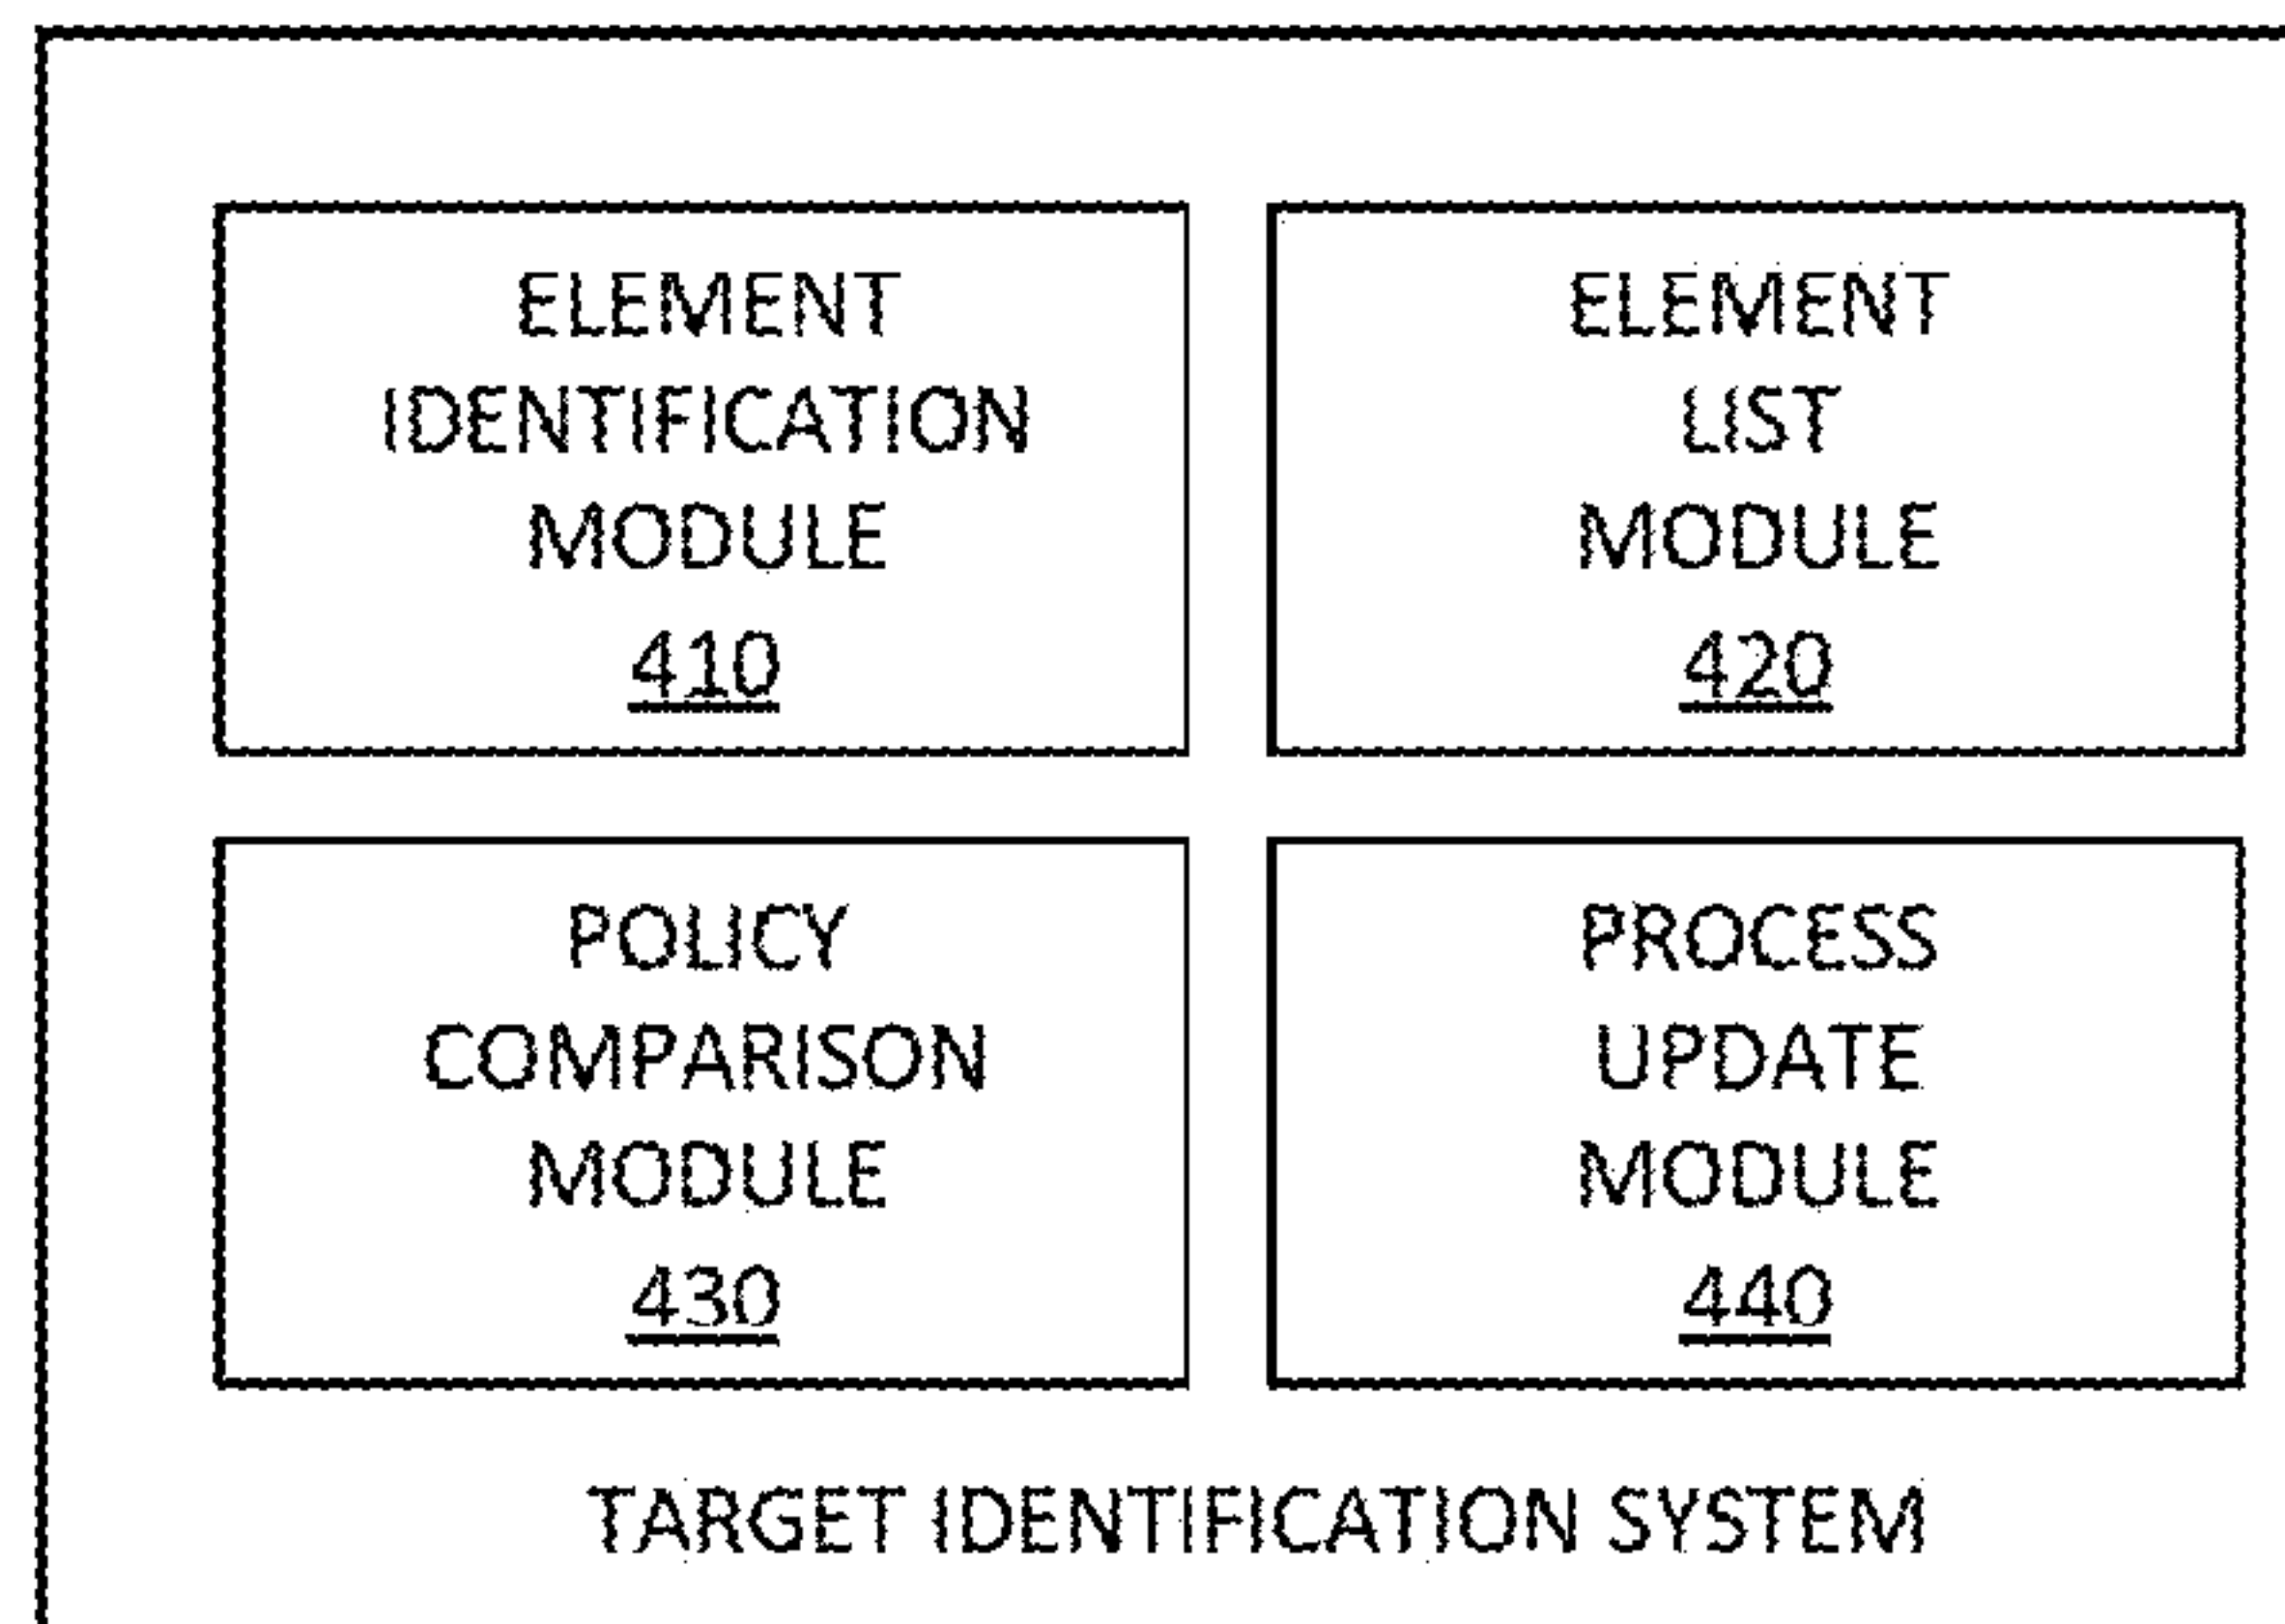 ELEMENT
IDENTIFICATION
MODULE
410
ELEMENT
LIST
MODULE
420
POLICY
COMPARISON
MODULE
430
PROCESS
UPDATE
MODULE
440
TARGET IDENTIFICATION SYSTEM